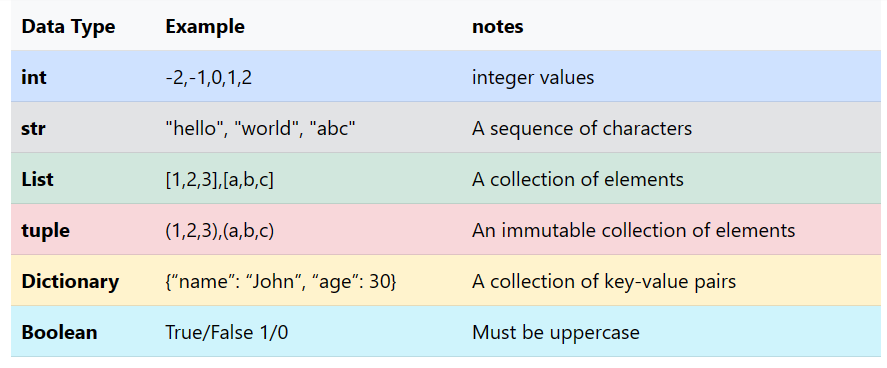 Data Type Example notes
int -2,-1,0,1,2 integer values
str "hello", "world", "abc" A sequence of characters
List [1,2,3],[a,b,c] A collection of elements
tuple (1,2,3),(a,b,c) An immutable collection of elements
Dictionary {“name”: “John”, “age”: 30} A collection of key-value pairs
Boolean True/False 1/0 Must be uppercase